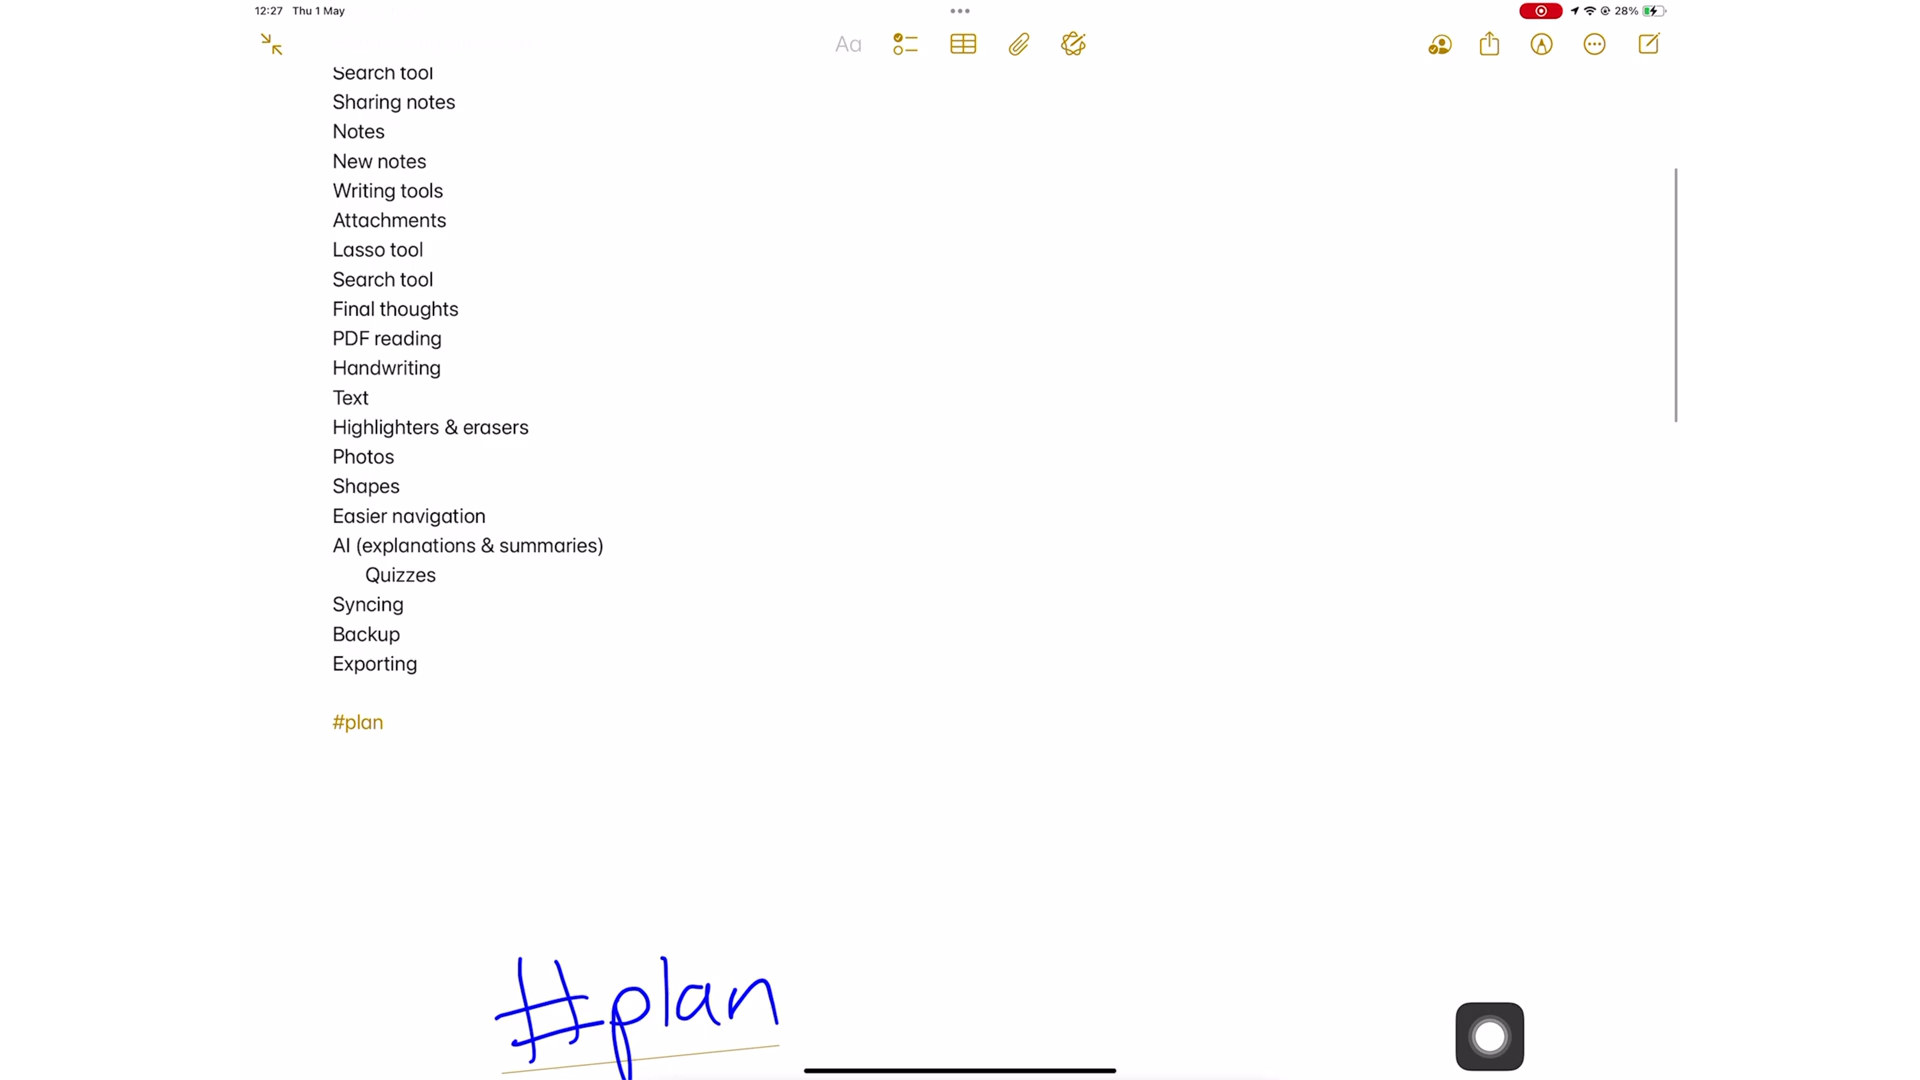 12:27 Thu 1 May
28%
Aa
Search tool
Sharing notes
Notes
New notes
Writing tools
Attachments
Lasso tool
Search tool
Final thoughts
PDF reading
Handwriting
Text
Highlighters & erasers
Photos
Shapes
Easier navigation
AI (explanations & summaries)
Quizzes
Syncing
Backup
Exporting
#plan
#plan